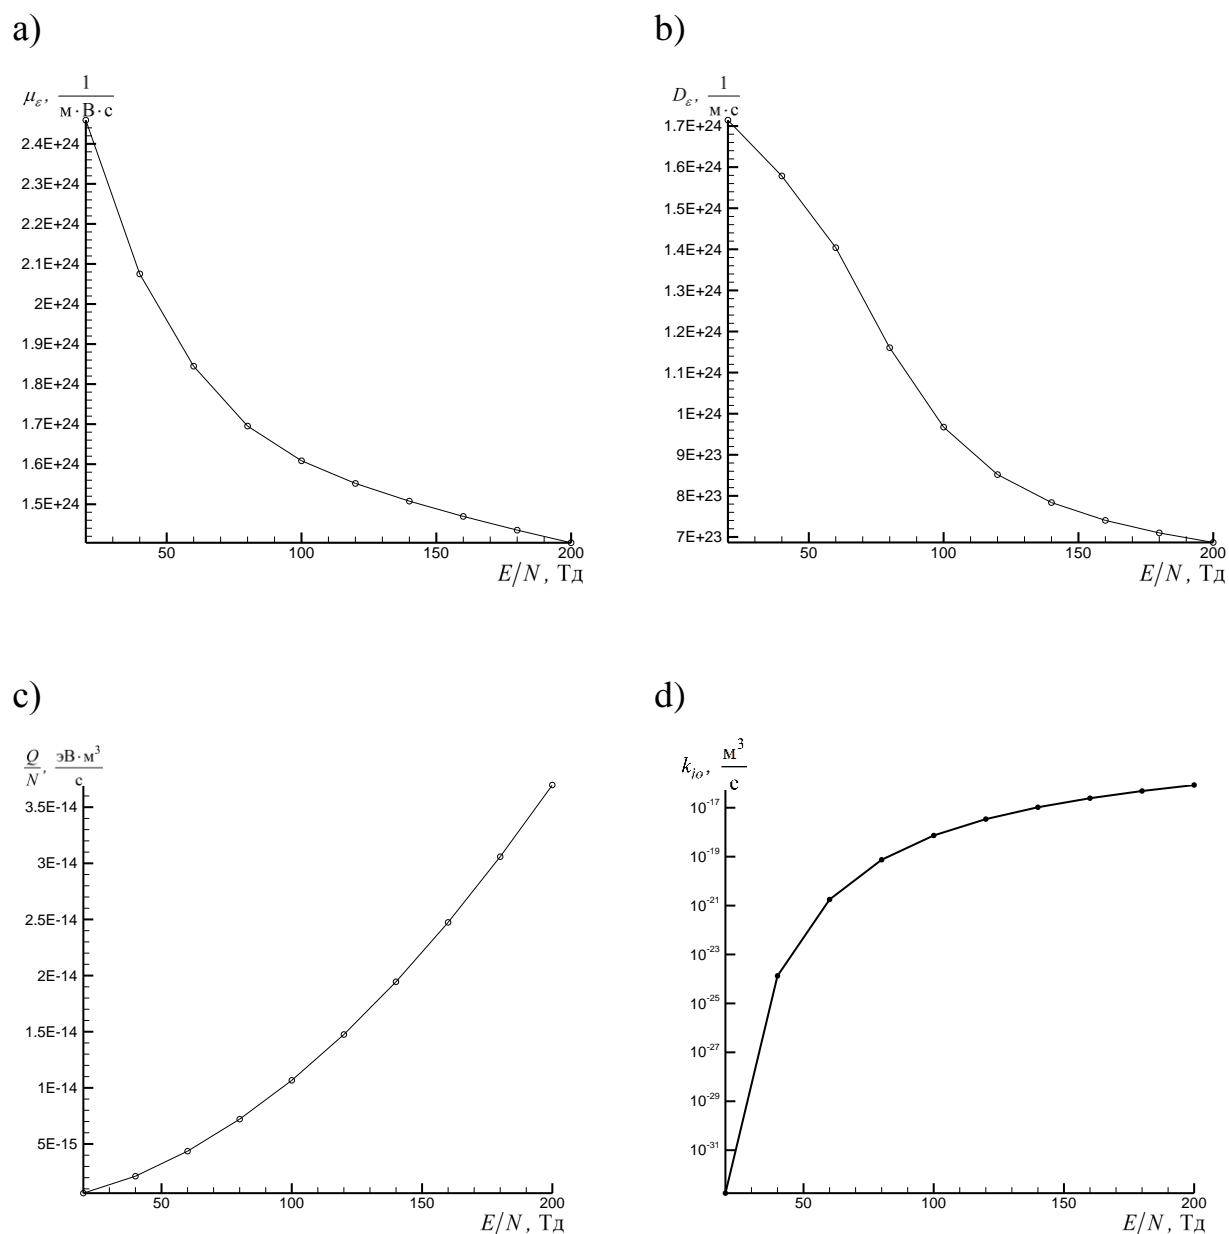 a)
μ_ε, 1/(м·В·с)
2.4E+24
2.3E+24
2.2E+24
2.1E+24
2E+24
1.9E+24
1.8E+24
1.7E+24
1.6E+24
1.5E+24
50 100 150 200
E/N, Тд
b)
D_ε, 1/(м·с)
1.7E+24
1.6E+24
1.5E+24
1.4E+24
1.3E+24
1.2E+24
1.1E+24
1E+24
9E+23
8E+23
7E+23
50 100 150 200
E/N, Тд
c)
Q/N, эВ·м³/с
3.5E-14
3E-14
2.5E-14
2E-14
1.5E-14
1E-14
5E-15
50 100 150 200
E/N, Тд
d)
k_io, м³/с
10⁻¹⁷
10⁻¹⁹
10⁻²¹
10⁻²³
10⁻²⁵
10⁻²⁷
10⁻²⁹
10⁻³¹
50 100 150 200
E/N, Тд